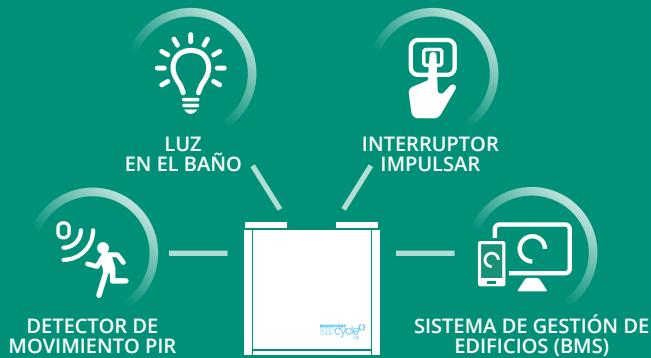 LUZ
EN EL BAÑO
INTERRUPTOR
IMPULSAR
DETECTOR DE
MOVIMIENTO PIR
SISTEMA DE GESTIÓN DE
EDIFICIOS (BMS)